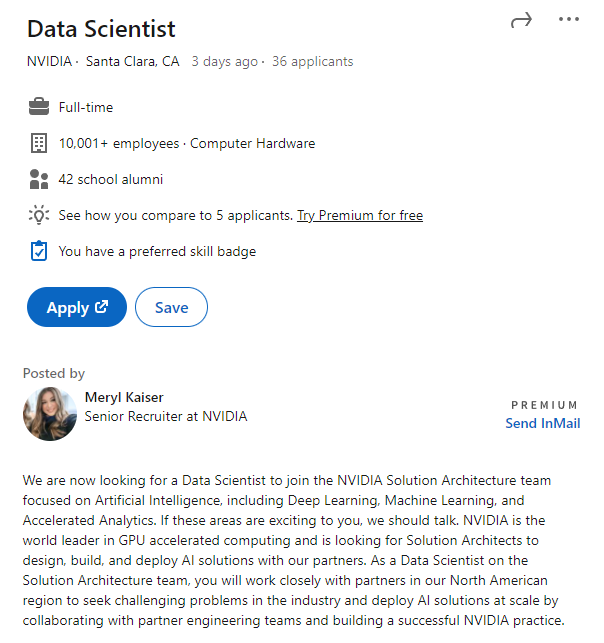 Data Scientist
NVIDIA · Santa Clara, CA 3 days ago · 36 applicants
Full-time
10,001+ employees · Computer Hardware
42 school alumni
See how you compare to 5 applicants. Try Premium for free
You have a preferred skill badge
Apply
Save
Posted by
Meryl Kaiser
Senior Recruiter at NVIDIA
PREMIUM
Send InMail
We are now looking for a Data Scientist to join the NVIDIA Solution Architecture team
focused on Artificial Intelligence, including Deep Learning, Machine Learning, and
Accelerated Analytics. If these areas are exciting to you, we should talk. NVIDIA is the
world leader in GPU accelerated computing and is looking for Solution Architects to
design, build, and deploy AI solutions with our partners. As a Data Scientist on the
Solution Architecture team, you will work closely with partners in our North American
region to seek challenging problems in the industry and deploy AI solutions at scale by
collaborating with partner engineering teams and building a successful NVIDIA practice.